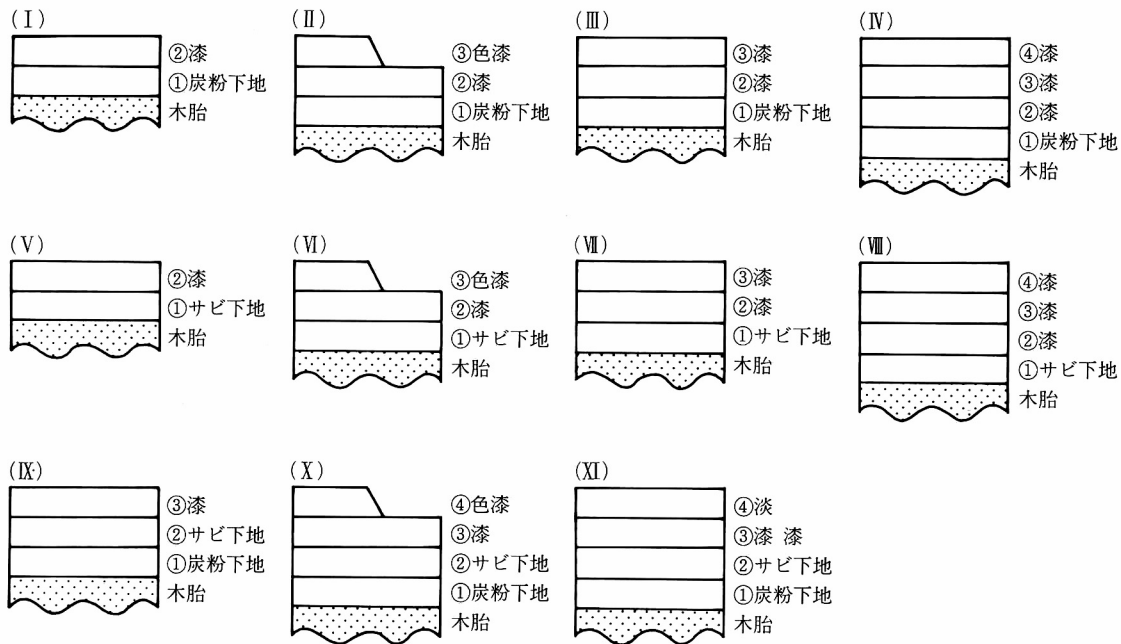 (Ⅰ)
②漆
①炭粉下地
木胎
(Ⅱ)
③色漆
②漆
①炭粉下地
木胎
(Ⅲ)
③漆
②漆
①炭粉下地
木胎
(Ⅳ)
④漆
③漆
②漆
①炭粉下地
木胎
(Ⅴ)
②漆
①サビ下地
木胎
(Ⅵ)
③色漆
②漆
①サビ下地
木胎
(Ⅶ)
③漆
②漆
①サビ下地
木胎
(Ⅷ)
④漆
③漆
②漆
①サビ下地
木胎
(Ⅸ)
③漆
②サビ下地
①炭粉下地
木胎
(Ⅹ)
④色漆
③漆
②サビ下地
①炭粉下地
木胎
(Ⅺ)
④淡
③漆 漆
②サビ下地
①炭粉下地
木胎